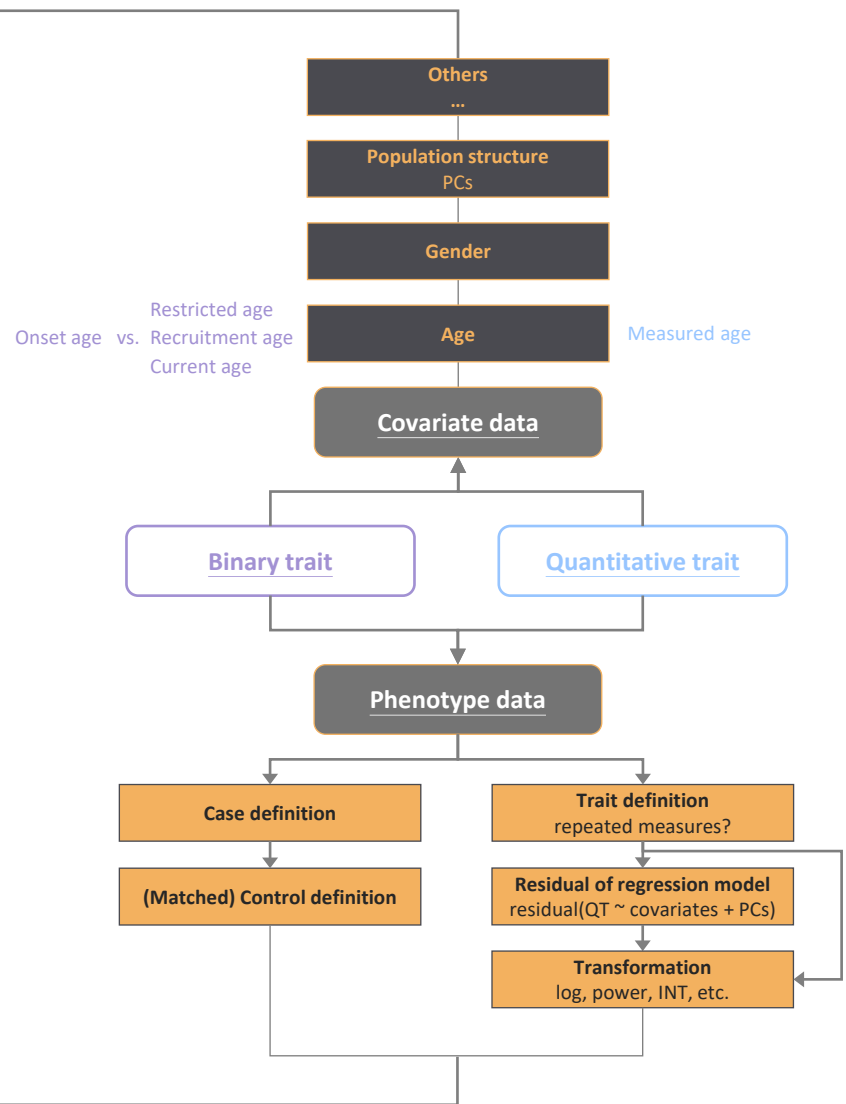 Others
...
Population structure
PCs
Gender
Restricted age
Onset age vs. Recruitment age
Current age
Age
Measured age
Covariate data
Binary trait
Quantitative trait
Phenotype data
Case definition
Trait definition
repeated measures?
(Matched) Control definition
Residual of regression model
residual(QT ~ covariates + PCs)
Transformation
log, power, INT, etc.